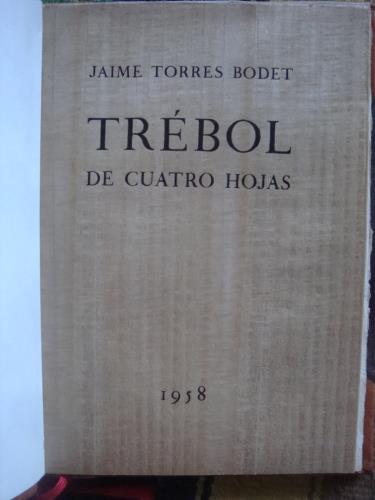 JAIME TORRES BODET
TRÉBOL
DE CUATRO HOJAS
1958